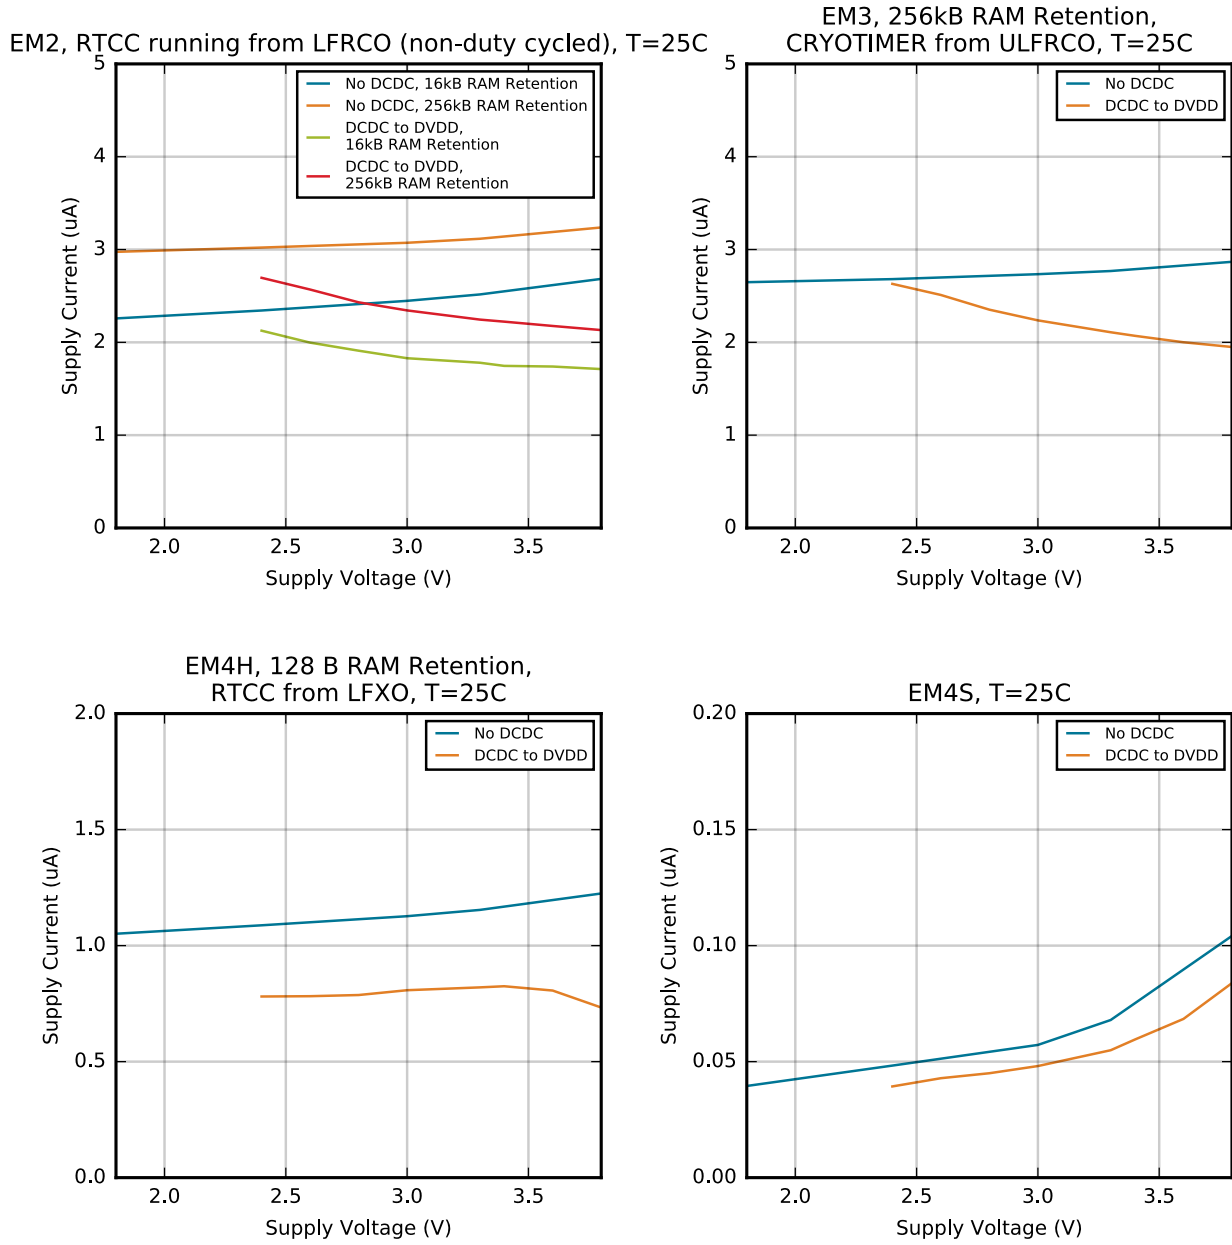 EM2, RTCC running from LFRCO (non-duty cycled), T=25C
5
4
3
2
1
0
Supply Current (uA)
No DCDC, 16kB RAM Retention
No DCDC, 256kB RAM Retention
DCDC to DVDD,
16kB RAM Retention
DCDC to DVDD,
256kB RAM Retention
2.0 2.5 3.0 3.5
Supply Voltage (V)
EM3, 256kB RAM Retention,
CRYOTIMER from ULFRCO, T=25C
5
4
3
2
1
0
Supply Current (uA)
No DCDC
DCDC to DVDD
2.0 2.5 3.0 3.5
Supply Voltage (V)
EM4H, 128 B RAM Retention,
RTCC from LFXO, T=25C
2.0
1.5
1.0
0.5
0.0
Supply Current (uA)
No DCDC
DCDC to DVDD
2.0 2.5 3.0 3.5
Supply Voltage (V)
EM4S, T=25C
0.20
0.15
0.10
0.05
0.00
Supply Current (uA)
No DCDC
DCDC to DVDD
2.0 2.5 3.0 3.5
Supply Voltage (V)